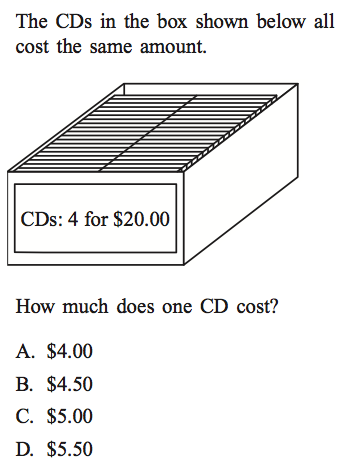 The CDs in the box shown below all
cost the same amount.
CDs: 4 for $20.00
How much does one CD cost?
A. $4.00
B. $4.50
C. $5.00
D. $5.50